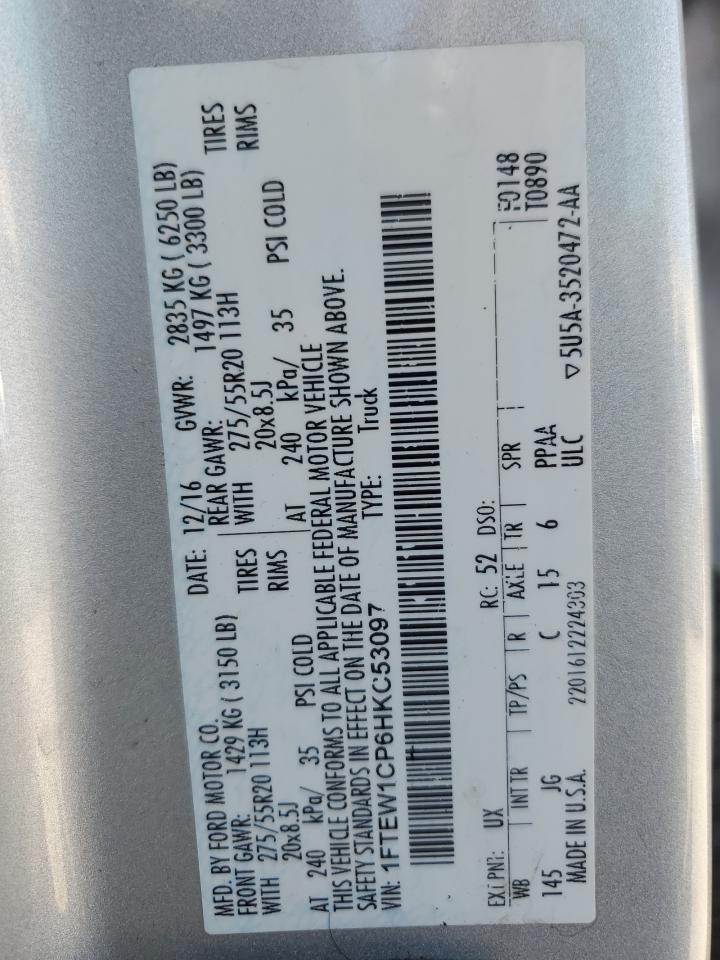 MFD. BY FORD MOTOR CO. DATE: 12/16 GVWR: 2835 KG ( 6250 LB)
FRONT GAWR: 1429 KG ( 3150 LB) REAR GAWR: 1497 KG ( 3300 LB)
WITH 275/55R20 113H TIRES WITH 275/55R20 113H TIRES
20x8.5J RIMS 20x8.5J RIMS
AT 240 kPa/ 35 PSI COLD AT 240 kPa/ 35 PSI COLD
THIS VEHICLE CONFORMS TO ALL APPLICABLE FEDERAL MOTOR VEHICLE
SAFETY STANDARDS IN EFFECT ON THE DATE OF MANUFACTURE SHOWN ABOVE.
VIN: 1FTEW1CP6HKC53097 TYPE: Truck
EXT PNT: UX RC: 52 DSO: F0148
WB INT TR TP/PS R AXLE TR SPR T0890
145 JG C 15 6 PPAA
MADE IN U.S.A. 2201612224303 ULC ▽5U5A-3520472-AA